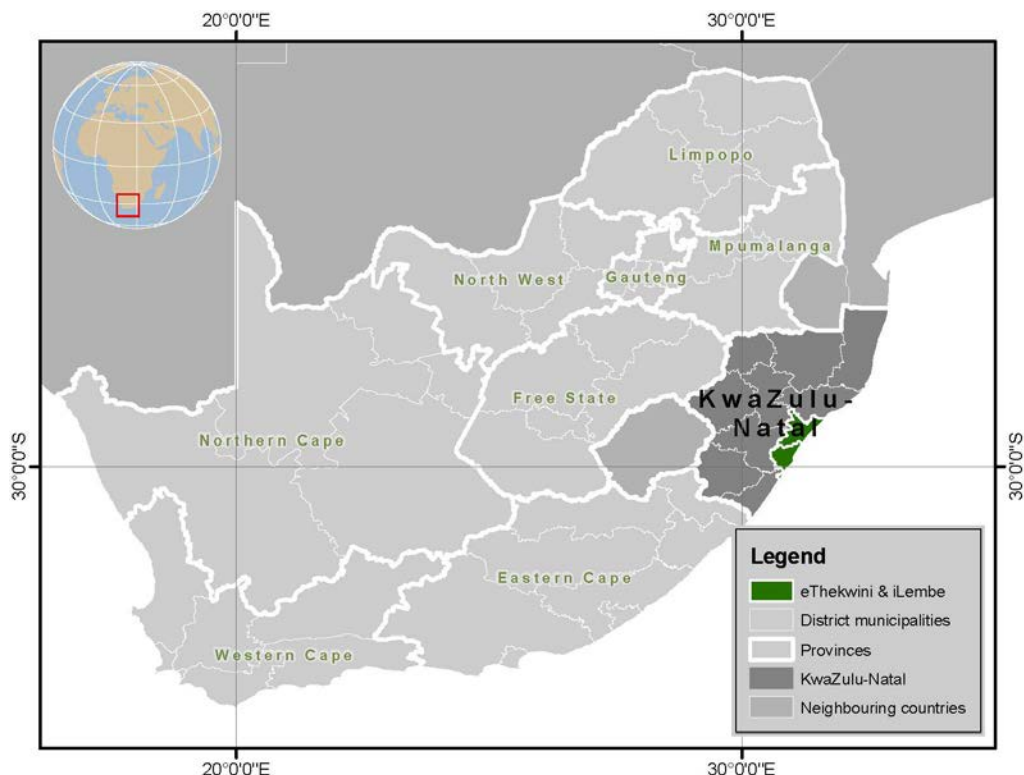 20°0'0"E
30°0'0"E
Limpopo
Mpumalanga
North West
Gauteng
Free State
KwaZulu-
Natal
Northern Cape
30°0'0"S
30°0'0"S
Eastern Cape
Western Cape
Legend
eThekwini & iLembe
District municipalities
Provinces
KwaZulu-Natal
Neighbouring countries
20°0'0"E
30°0'0"E